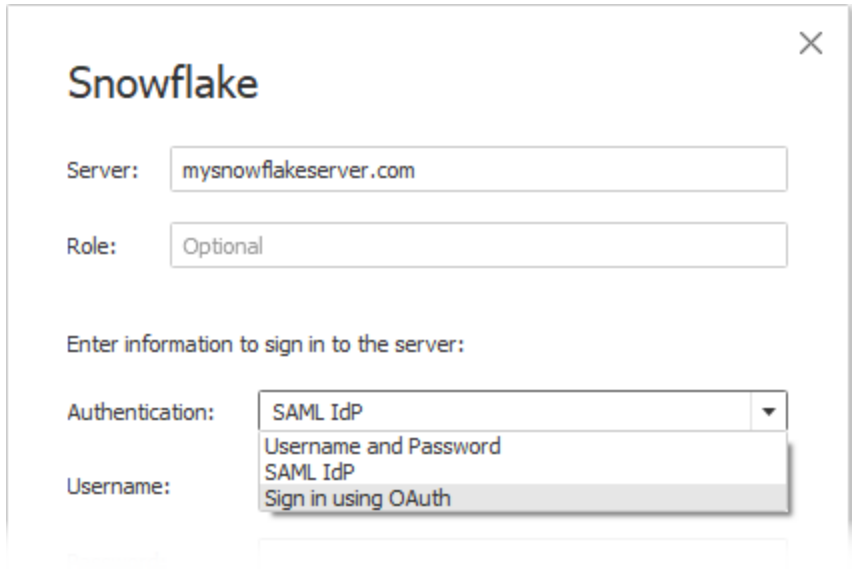 Snowflake
Server: mysnowflakeserver.com
Role: Optional
Enter information to sign in to the server:
Authentication: SAML IdP
Username and Password
SAML IdP
Username:
Sign in using OAuth